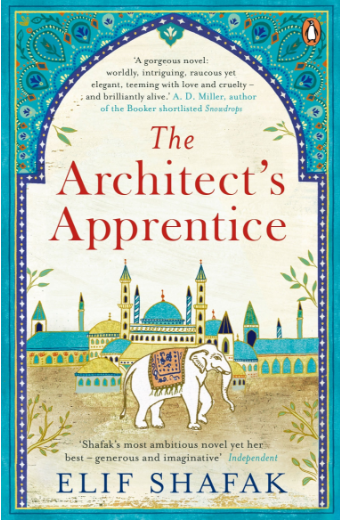 'A gorgeous novel:
worldly, intriguing, raucous yet
elegant, teeming with love and cruelty –
and brilliantly alive.' A. D. Miller, author
of the Booker shortlisted Snowdrops
The
Architect's
Apprentice
'Shafak's most ambitious novel yet her
best – generous and imaginative' Independent
ELIF SHAFAK